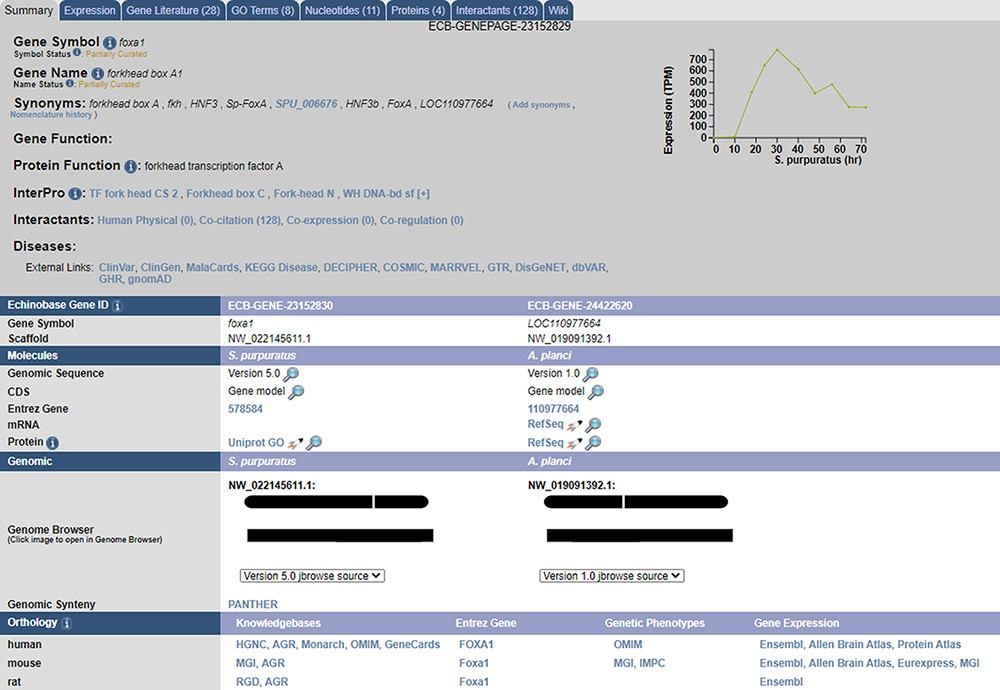 Summary Expression Gene Literature (28) GO Terms (8) Nucleotides (11) Proteins (4) Interactants (128) Wiki
ECB-GENEPAGE-23152829
Gene Symbol i foxa1
Symbol Status i: Partially Curated
Gene Name i forkhead box A1
Name Status i: Partially Curated
Synonyms: forkhead box A , fkh , HNF3 , Sp-FoxA , SPU_006676 , HNF3b , FoxA , LOC110977664 ( Add synonyms ,
Nomenclature history )
Gene Function:
Protein Function i: forkhead transcription factor A
InterPro i: TF fork head CS 2 , Forkhead box C , Fork-head N , WH DNA-bd sf [+]
Interactants: Human Physical (0), Co-citation (128), Co-expression (0), Co-regulation (0)
Diseases:
External Links: ClinVar, ClinGen, MalaCards, KEGG Disease, DECIPHER, COSMIC, MARRVEL, GTR, DisGeNET, dbVAR,
GHR, gnomAD
Expression (TPM)
700
600
500
400
300
200
100
0
0 10 20 30 40 50 60 70
S. purpuratus (hr)
Echinobase Gene ID i ECB-GENE-23152830 ECB-GENE-24422620
Gene Symbol foxa1 LOC110977664
Scaffold NW_022145611.1 NW_019091392.1
Molecules S. purpuratus A. planci
Genomic Sequence Version 5.0 Version 1.0
CDS Gene model Gene model
Entrez Gene 578584 110977664
mRNA RefSeq
Protein i Uniprot GO RefSeq
Genomic S. purpuratus A. planci
NW_022145611.1: NW_019091392.1:
Genome Browser
(Click image to open in Genome Browser)
Version 5.0 jbrowse source Version 1.0 jbrowse source
Genomic Synteny PANTHER
Orthology i Knowledgebases Entrez Gene Genetic Phenotypes Gene Expression
human HGNC, AGR, Monarch, OMIM, GeneCards FOXA1 OMIM Ensembl, Allen Brain Atlas, Protein Atlas
mouse MGI, AGR Foxa1 MGI, IMPC Ensembl, Allen Brain Atlas, Eurexpress, MGI
rat RGD, AGR Foxa1 Ensembl